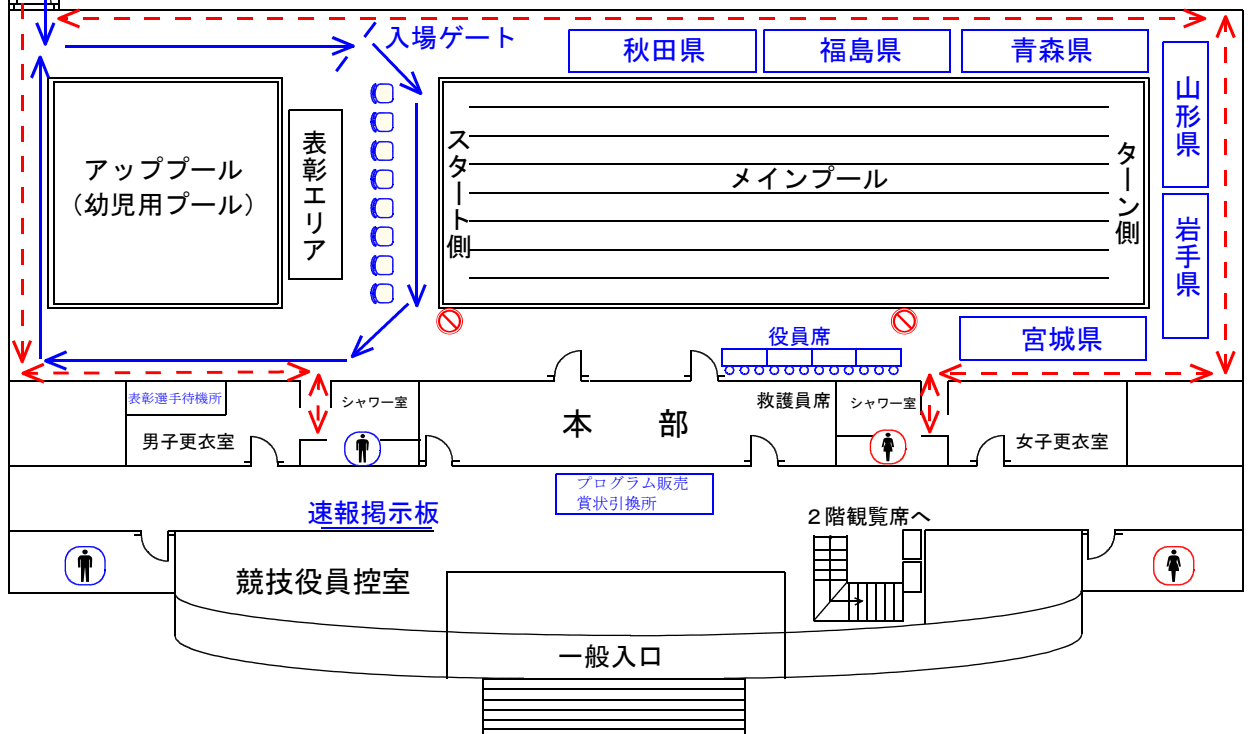 入場ゲート
秋田県
福島県
青森県
山形県
岩手県
宮城県
アッププール
（幼児用プール）
表彰エリア
スタート側
メインプール
ターン側
役員席
表彰選手待機所
男子更衣室
シャワー室
本　部
救護員席
シャワー室
女子更衣室
プログラム販売
賞状引換所
速報掲示板
２階観覧席へ
競技役員控室
一般入口